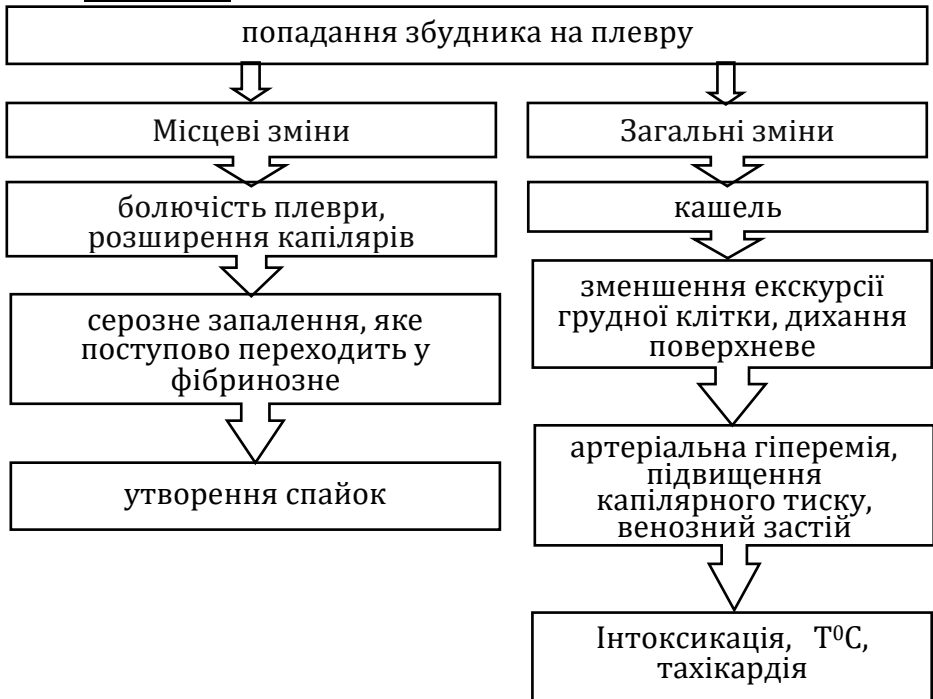 попадання збудника на плевру
Місцеві зміни
Загальні зміни
болючість плеври,
розширення капілярів
кашель
серозне запалення, яке
поступово переходить у
фібринозне
зменшення екскурсії
грудної клітки, дихання
поверхневе
утворення спайок
артеріальна гіперемія,
підвищення
капілярного тиску,
венозний застій
Інтоксикація, Т⁰С,
тахікардія